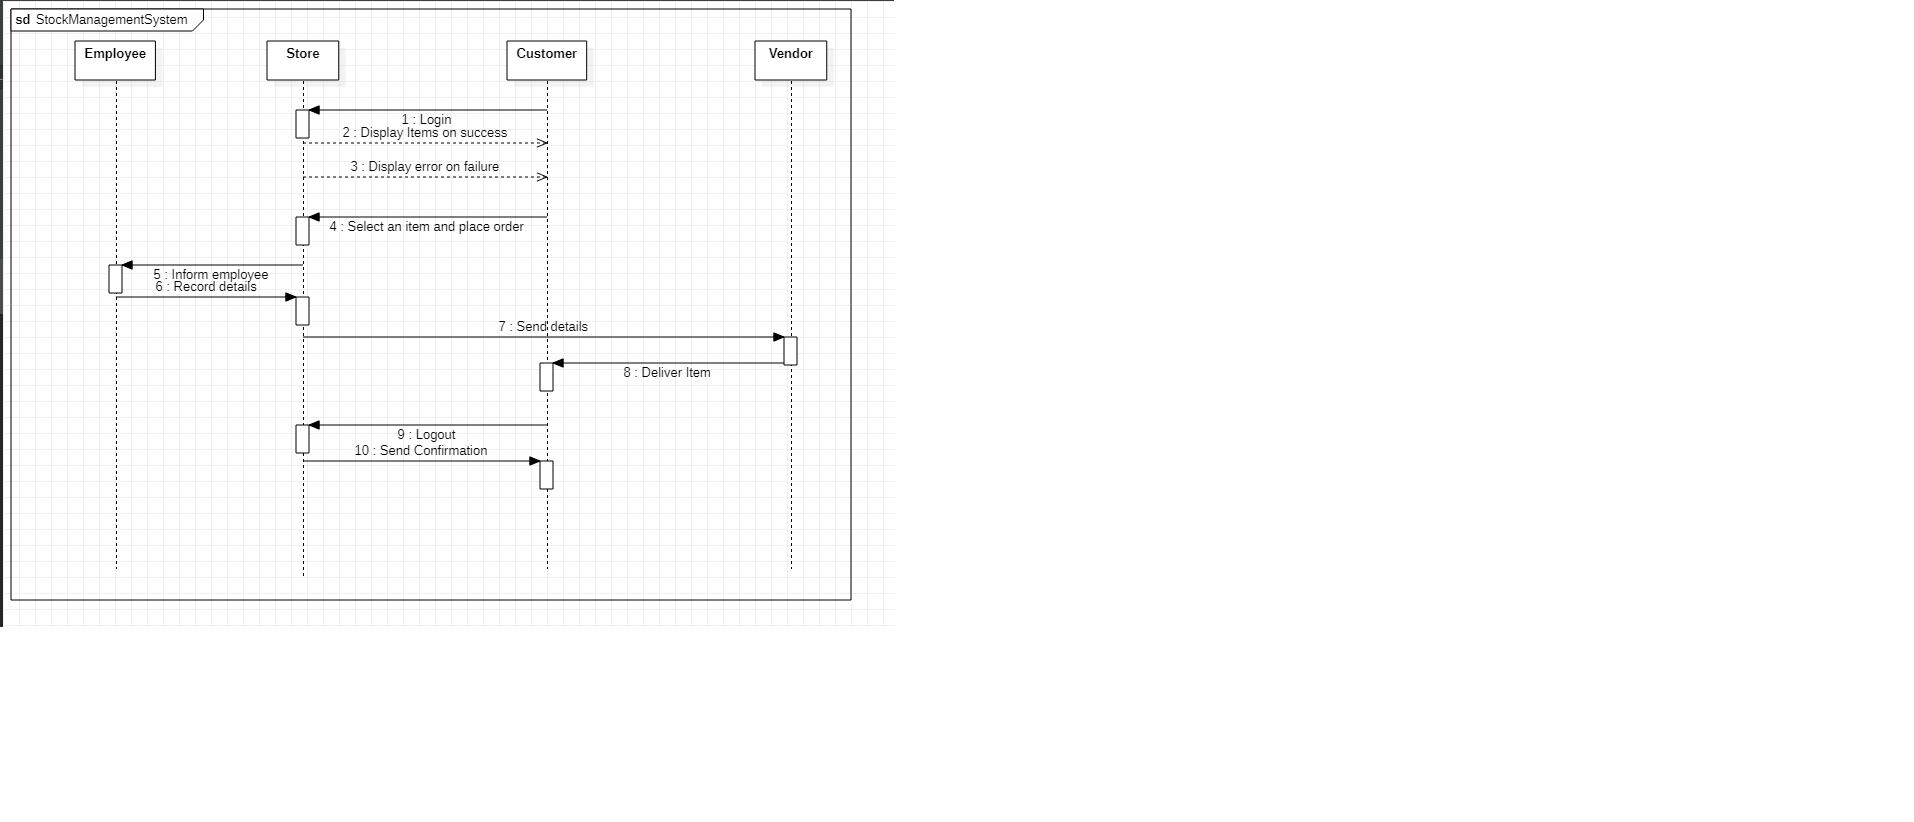 sd StockManagementSystem
Employee
Store
Customer
Vendor
1 : Login
2 : Display Items on success
3 : Display error on failure
4 : Select an item and place order
5 : Inform employee
6 : Record details
7 : Send details
8 : Deliver Item
9 : Logout
10 : Send Confirmation